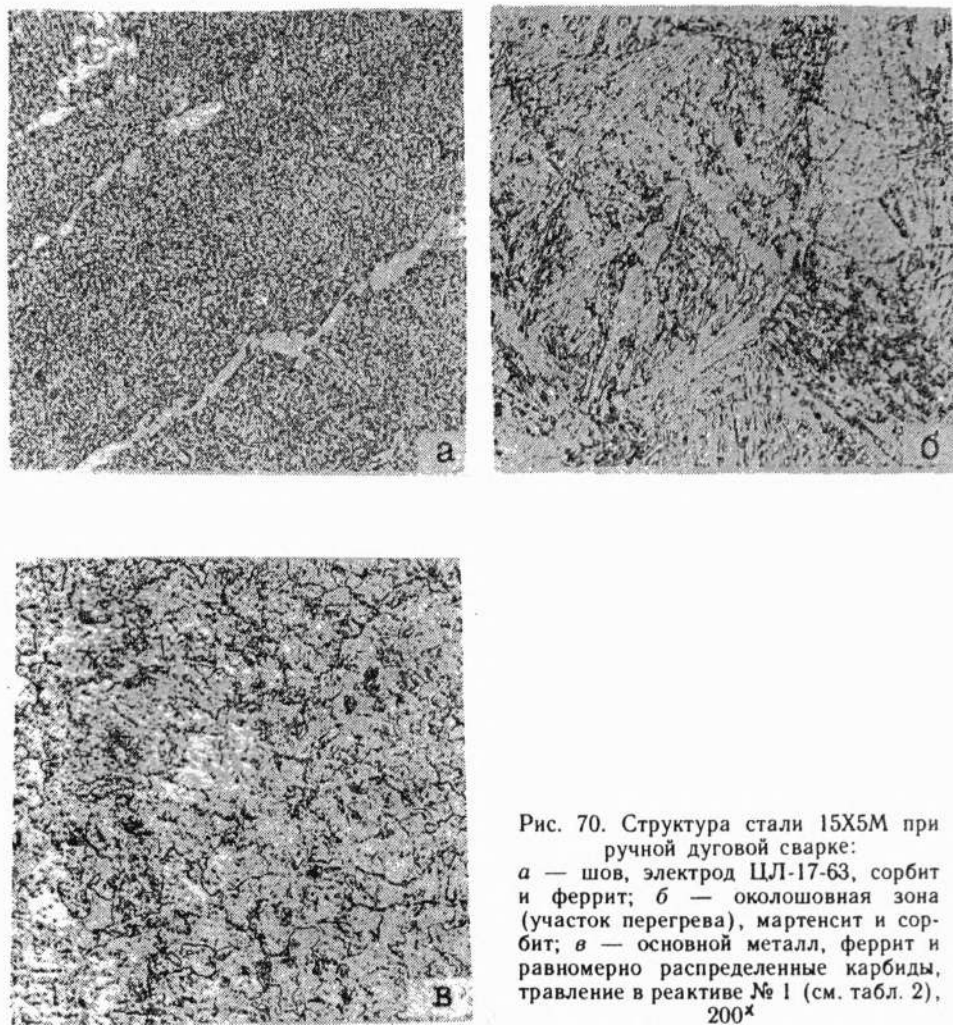 а
б
в
Рис. 70. Структура стали 15Х5М при
ручной дуговой сварке:
а — шов, электрод ЦЛ-17-63, сорбит
и феррит; б — околошовная зона
(участок перегрева), мартенсит и сор-
бит; в — основной металл, феррит и
равномерно распределенные карбиды,
травление в реактиве № 1 (см. табл. 2),
200ˣ